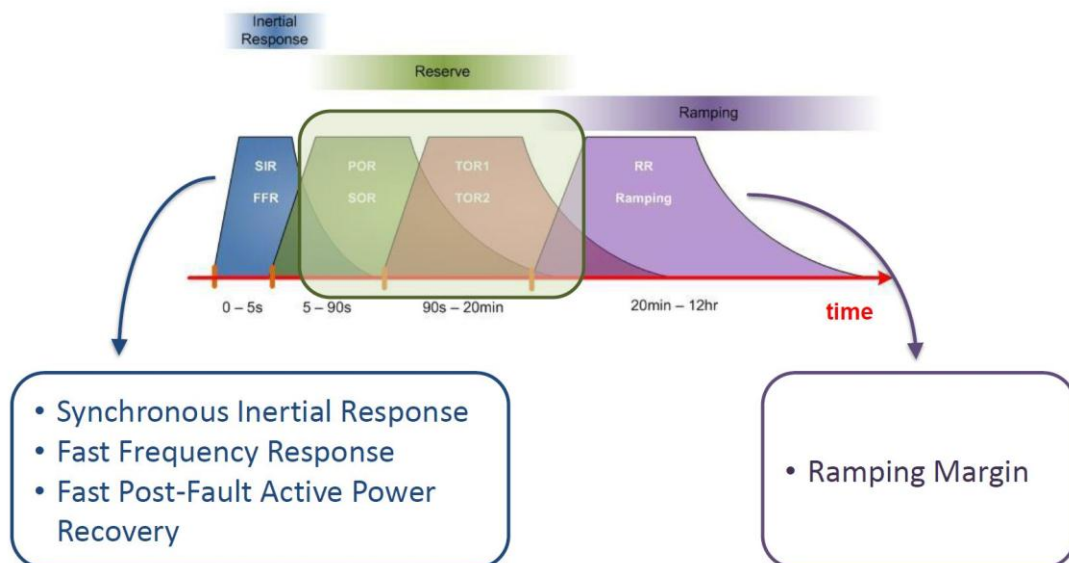 Inertial
Response
Reserve
Ramping
SIR
FFR
POR
SOR
TOR1
TOR2
RR
Ramping
0 – 5s
5 – 90s
90s – 20min
20min – 12hr
time
• Synchronous Inertial Response
• Fast Frequency Response
• Fast Post-Fault Active Power
Recovery
• Ramping Margin